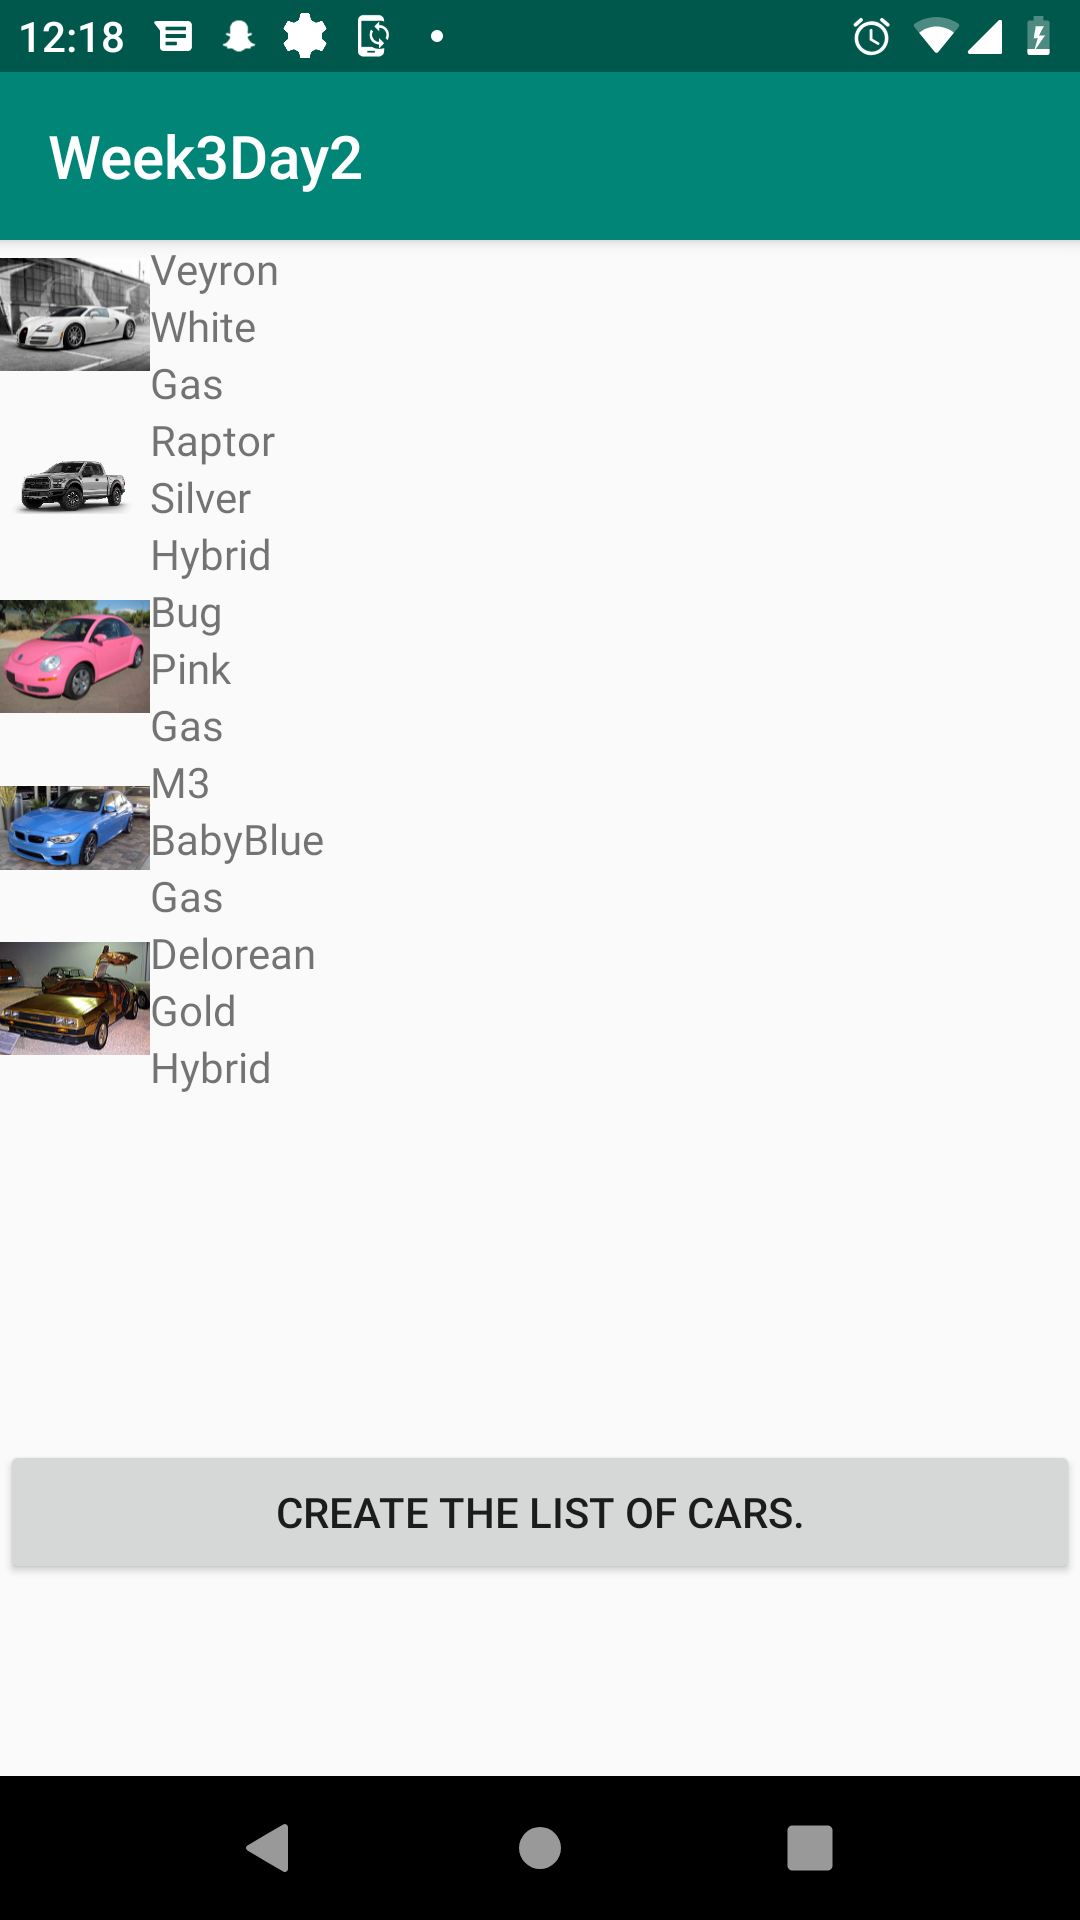 12:18
Week3Day2
Veyron
White
Gas
Raptor
Silver
Hybrid
Bug
Pink
Gas
M3
BabyBlue
Gas
Delorean
Gold
Hybrid
CREATE THE LIST OF CARS.